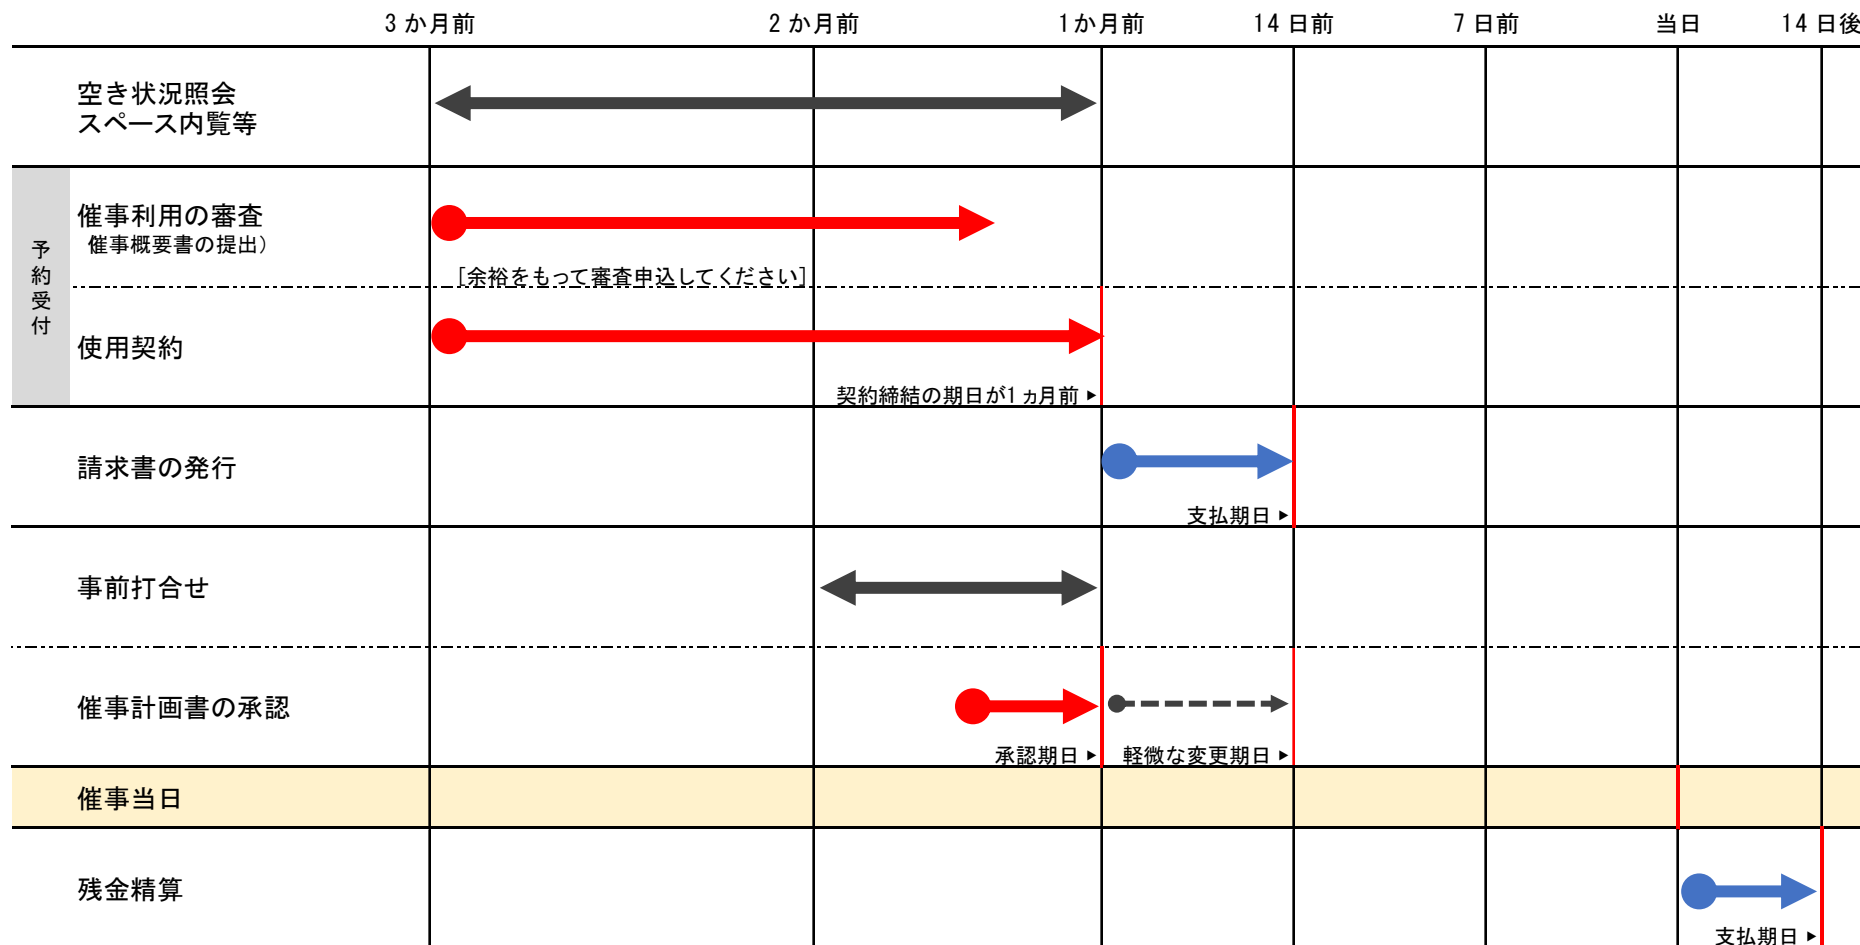 3か月前
2か月前
1か月前
14日前
7日前
当日
14日後
空き状況照会
スペース内覧等
予約受付
催事利用の審査
催事概要書の提出）
［余裕をもって審査申込してください］
使用契約
契約締結の期日が1ヵ月前 ▶
請求書の発行
支払期日 ▶
事前打合せ
催事計画書の承認
承認期日 ▶
軽微な変更期日 ▶
催事当日
残金精算
支払期日 ▶